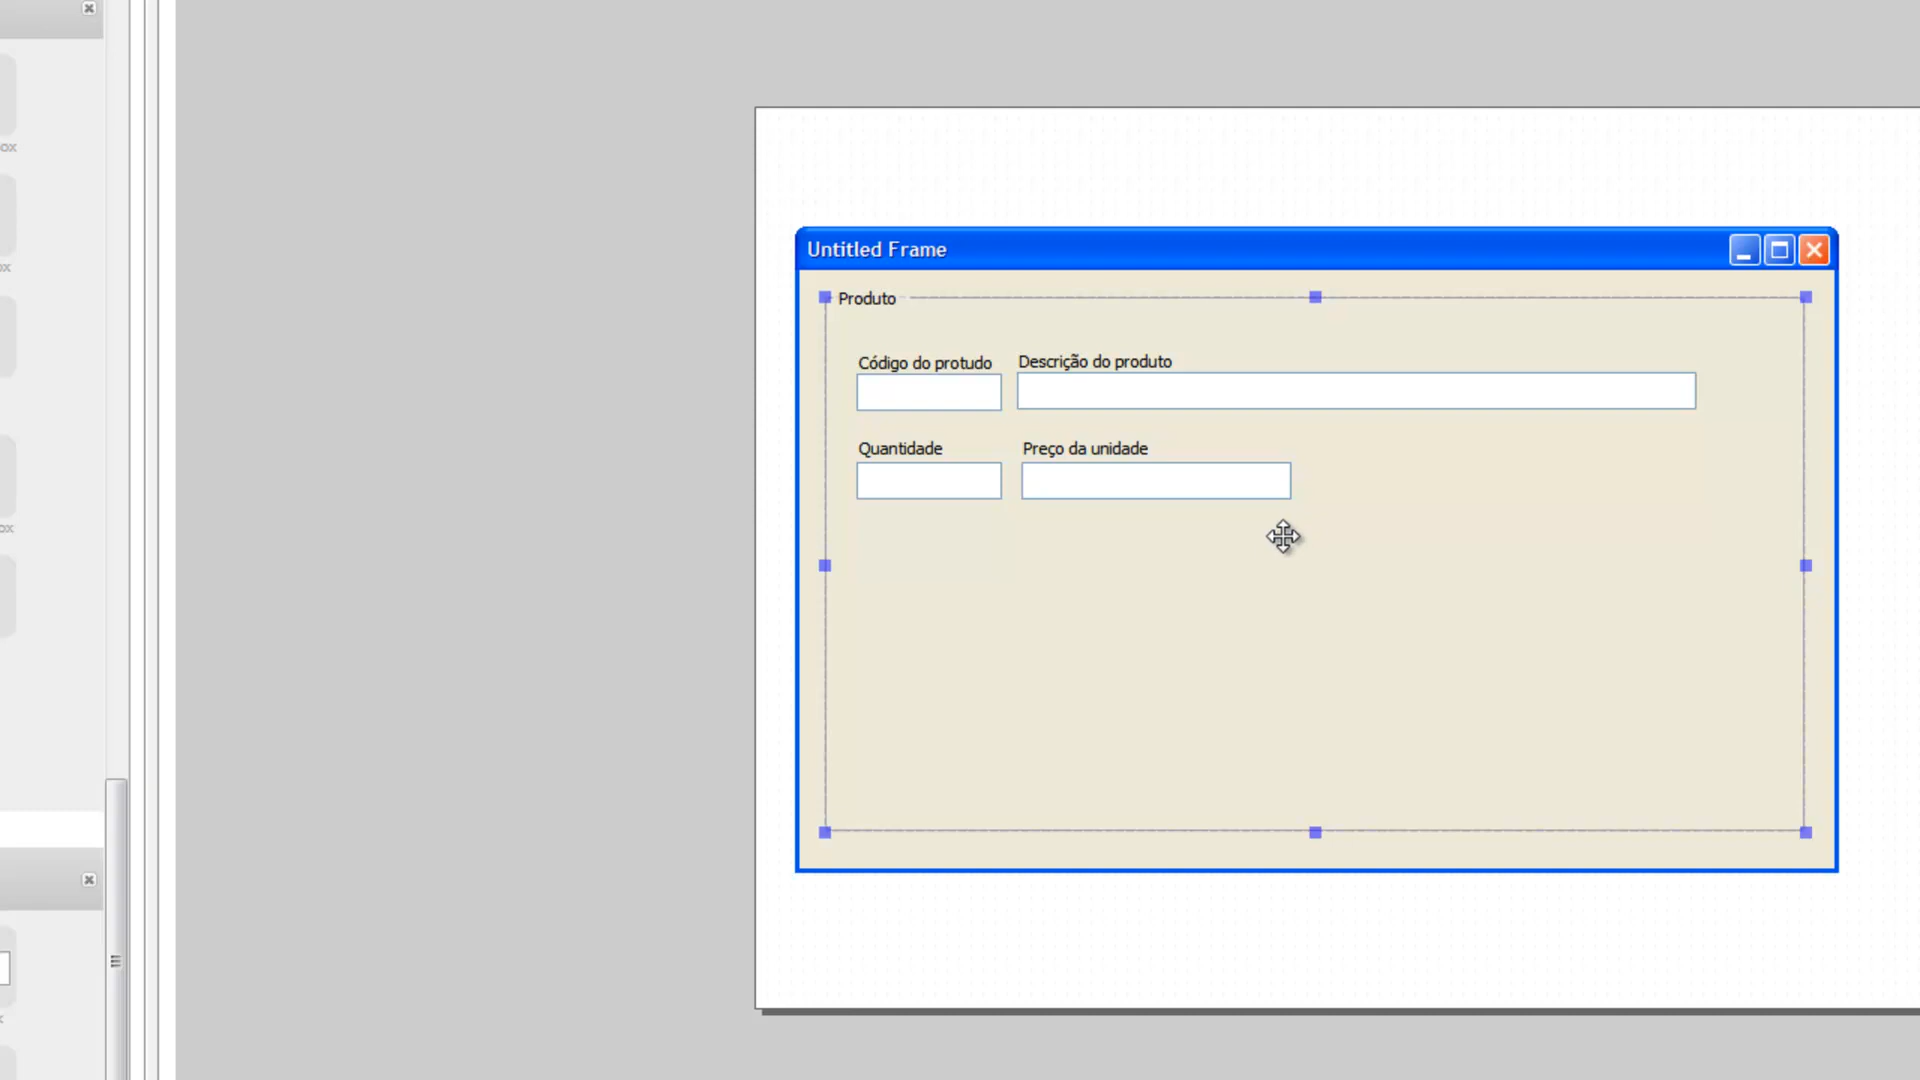 Untitled Frame
Produto
Código do protudo
Descrição do produto
Quantidade
Preço da unidade